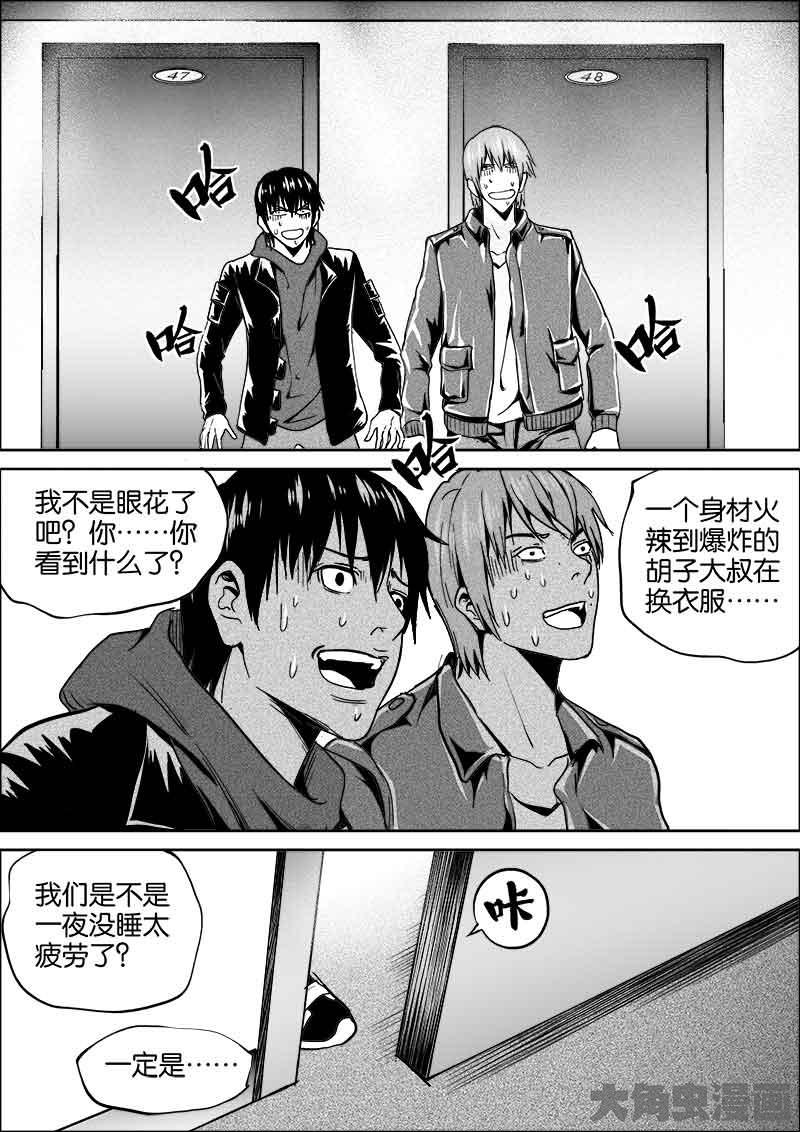 47
48
哈
哈
哈
哈
我不是眼花了
吧？你……你
看到什么了？
一个身材火
辣到爆炸的
胡子大叔在
换衣服……
我们是不是
一夜没睡太
疲劳了？
咔
一定是……
大角虫漫画